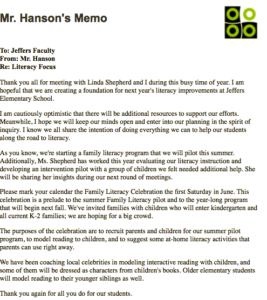 Mr. Hanson's Memo
To: Jeffers Faculty
From: Mr. Hanson
Re: Literacy Focus
Thank you all for meeting with Linda Shepherd and I during this busy time of year. I am
hopeful that we are creating a foundation for next year's literacy improvements at Jeffers
Elementary School.
I am cautiously optimistic that there will be additional resources to support our efforts.
Meanwhile, I hope we will keep our minds open and enter into our planning in the spirit of
inquiry. I know we all share the intention of doing everything we can to help our students
along the road to literacy.
As you know, we're starting a family literacy program that we will pilot this summer.
Additionally, Ms. Shepherd has worked this year evaluating our literacy instruction and
developing an intervention pilot with a group of children we felt needed additional help. She
will be sharing her insights during our next round of meetings.
Please mark your calendar the Family Literacy Celebration the first Saturday in June. This
celebration is a prelude to the summer Family Literacy pilot and to the year-long program
that will begin next fall. We've invited families with children who will enter kindergarten and
all current K-2 families; we are hoping for a big crowd.
The purposes of the celebration are to recruit parents and children for our summer pilot
program, to model reading to children, and to suggest some at-home literacy activities that
parents can use right away.
We have been coaching local celebrities in modeling interactive reading with children, and
some of them will be dressed as characters from children's books. Older elementary students
will model reading to their younger siblings as well.
Thank you again for all you do for our students.